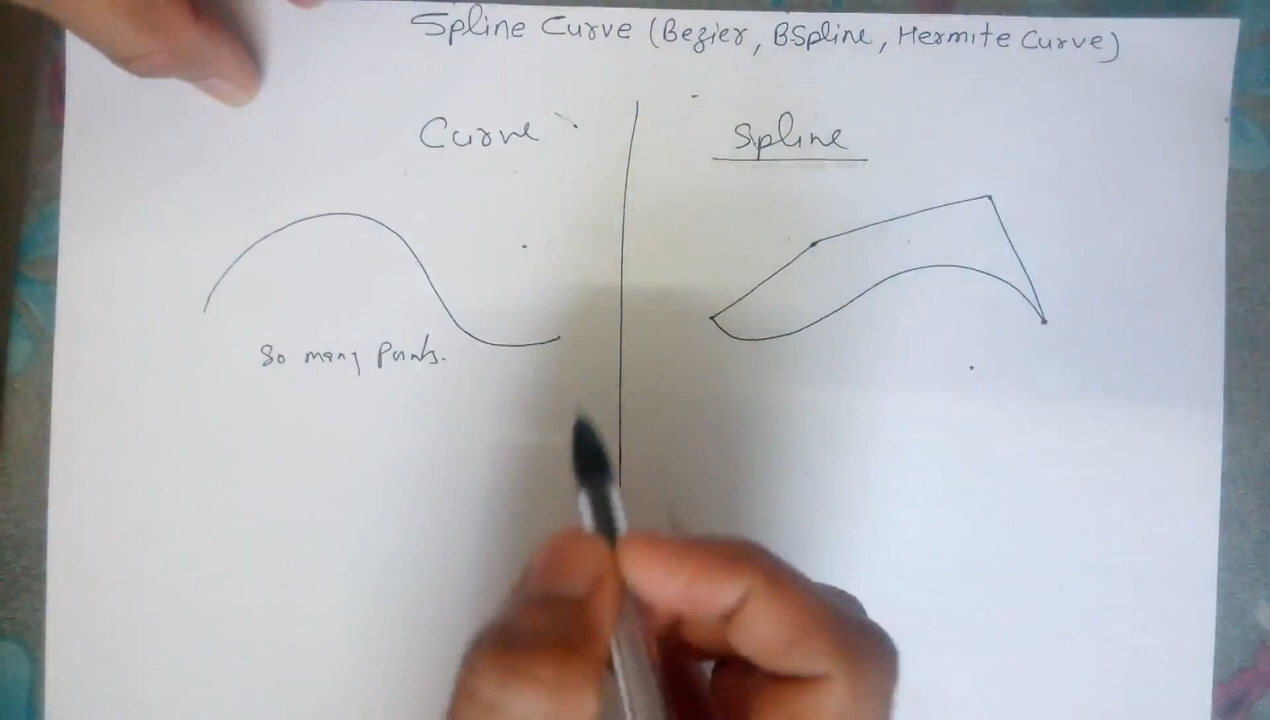 Spline Curve (Bezier, BSpline, Hermite Curve)
Curve
Spline
So many Points.